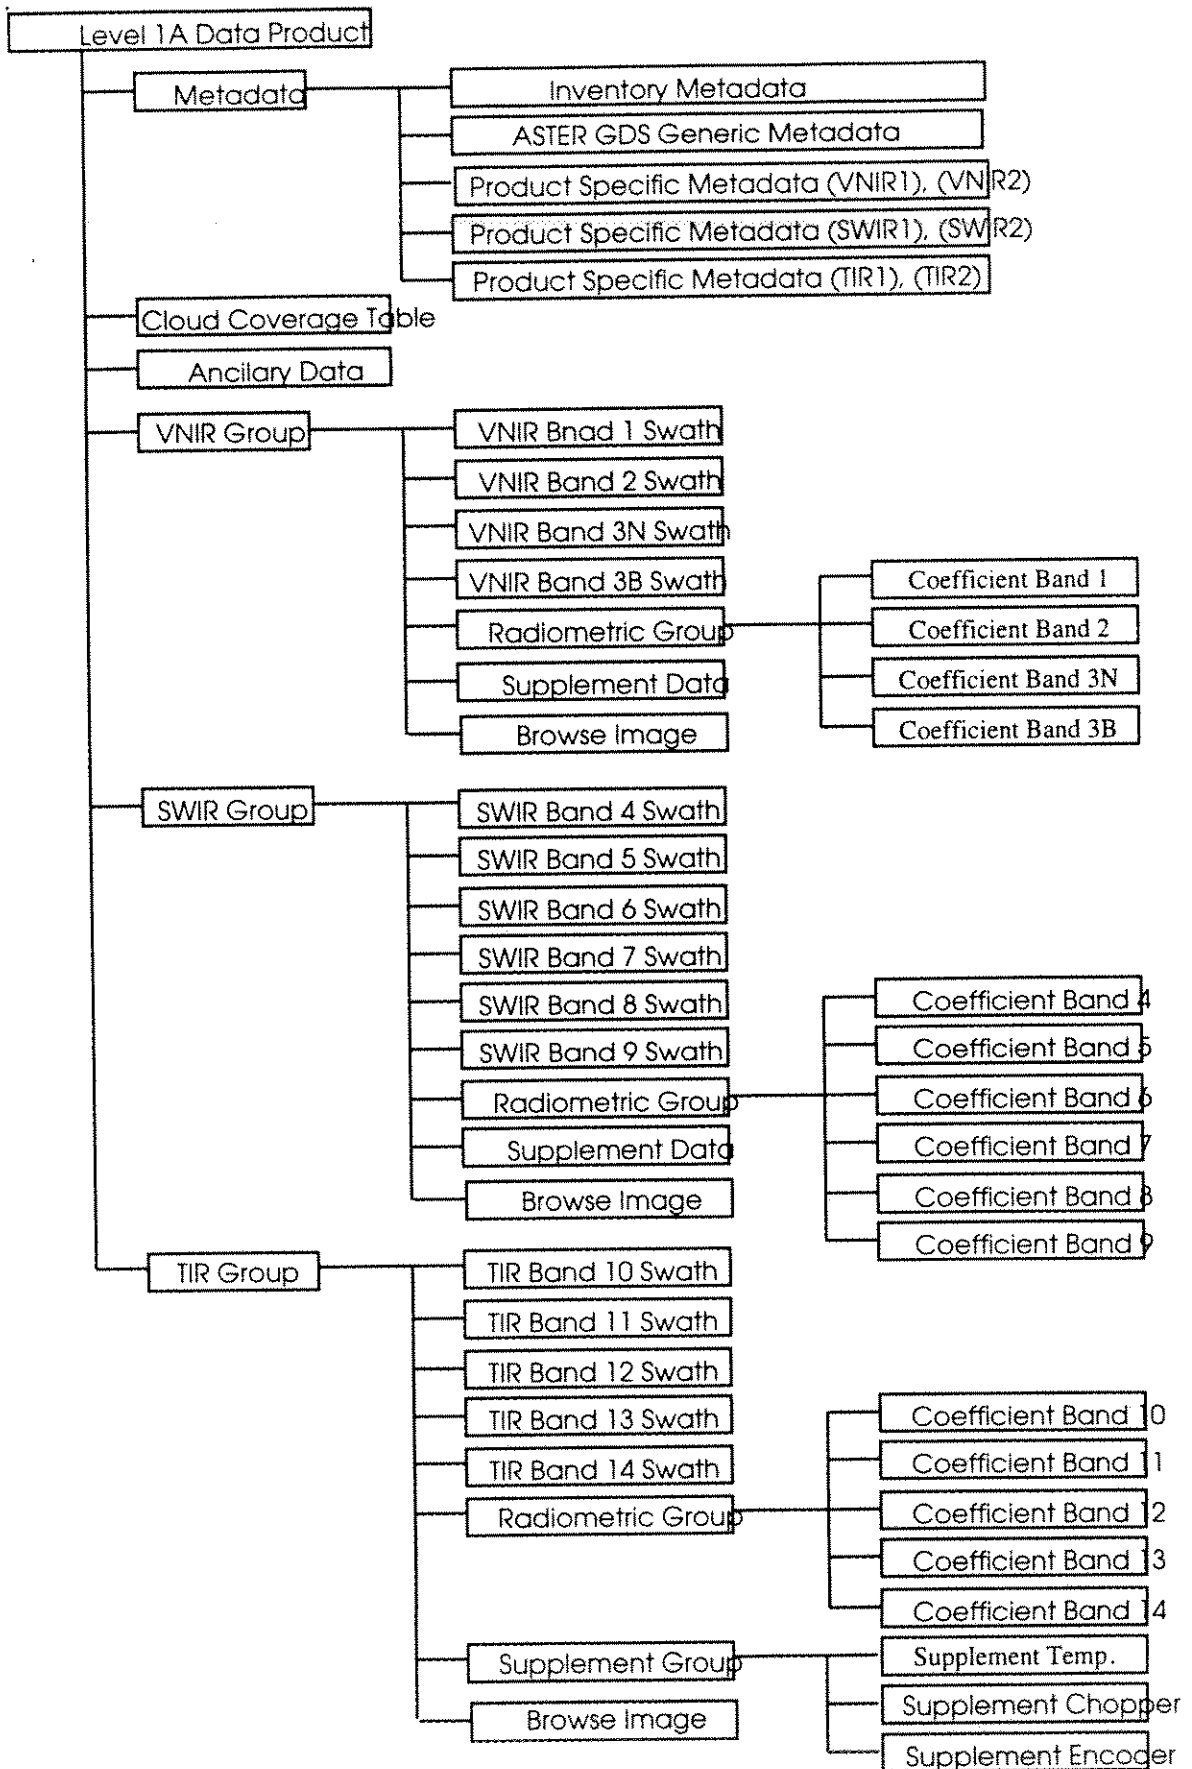 Level 1A Data Product
Metadata
Inventory Metadata
ASTER GDS Generic Metadata
Product Specific Metadata (VNIR1), (VNIR2)
Product Specific Metadata (SWIR1), (SWIR2)
Product Specific Metadata (TIR1), (TIR2)
Cloud Coverage Table
Ancilary Data
VNIR Group
VNIR Bnad 1 Swath
VNIR Band 2 Swath
VNIR Band 3N Swath
VNIR Band 3B Swath
Radiometric Group
Coefficient Band 1
Coefficient Band 2
Coefficient Band 3N
Coefficient Band 3B
Supplement Data
Browse Image
SWIR Group
SWIR Band 4 Swath
SWIR Band 5 Swath
SWIR Band 6 Swath
SWIR Band 7 Swath
SWIR Band 8 Swath
SWIR Band 9 Swath
Radiometric Group
Coefficient Band 4
Coefficient Band 5
Coefficient Band 6
Coefficient Band 7
Coefficient Band 8
Coefficient Band 9
Supplement Data
Browse Image
TIR Group
TIR Band 10 Swath
TIR Band 11 Swath
TIR Band 12 Swath
TIR Band 13 Swath
TIR Band 14 Swath
Radiometric Group
Coefficient Band 10
Coefficient Band 11
Coefficient Band 12
Coefficient Band 13
Coefficient Band 14
Supplement Group
Supplement Temp.
Supplement Chopper
Supplement Encoder
Browse Image